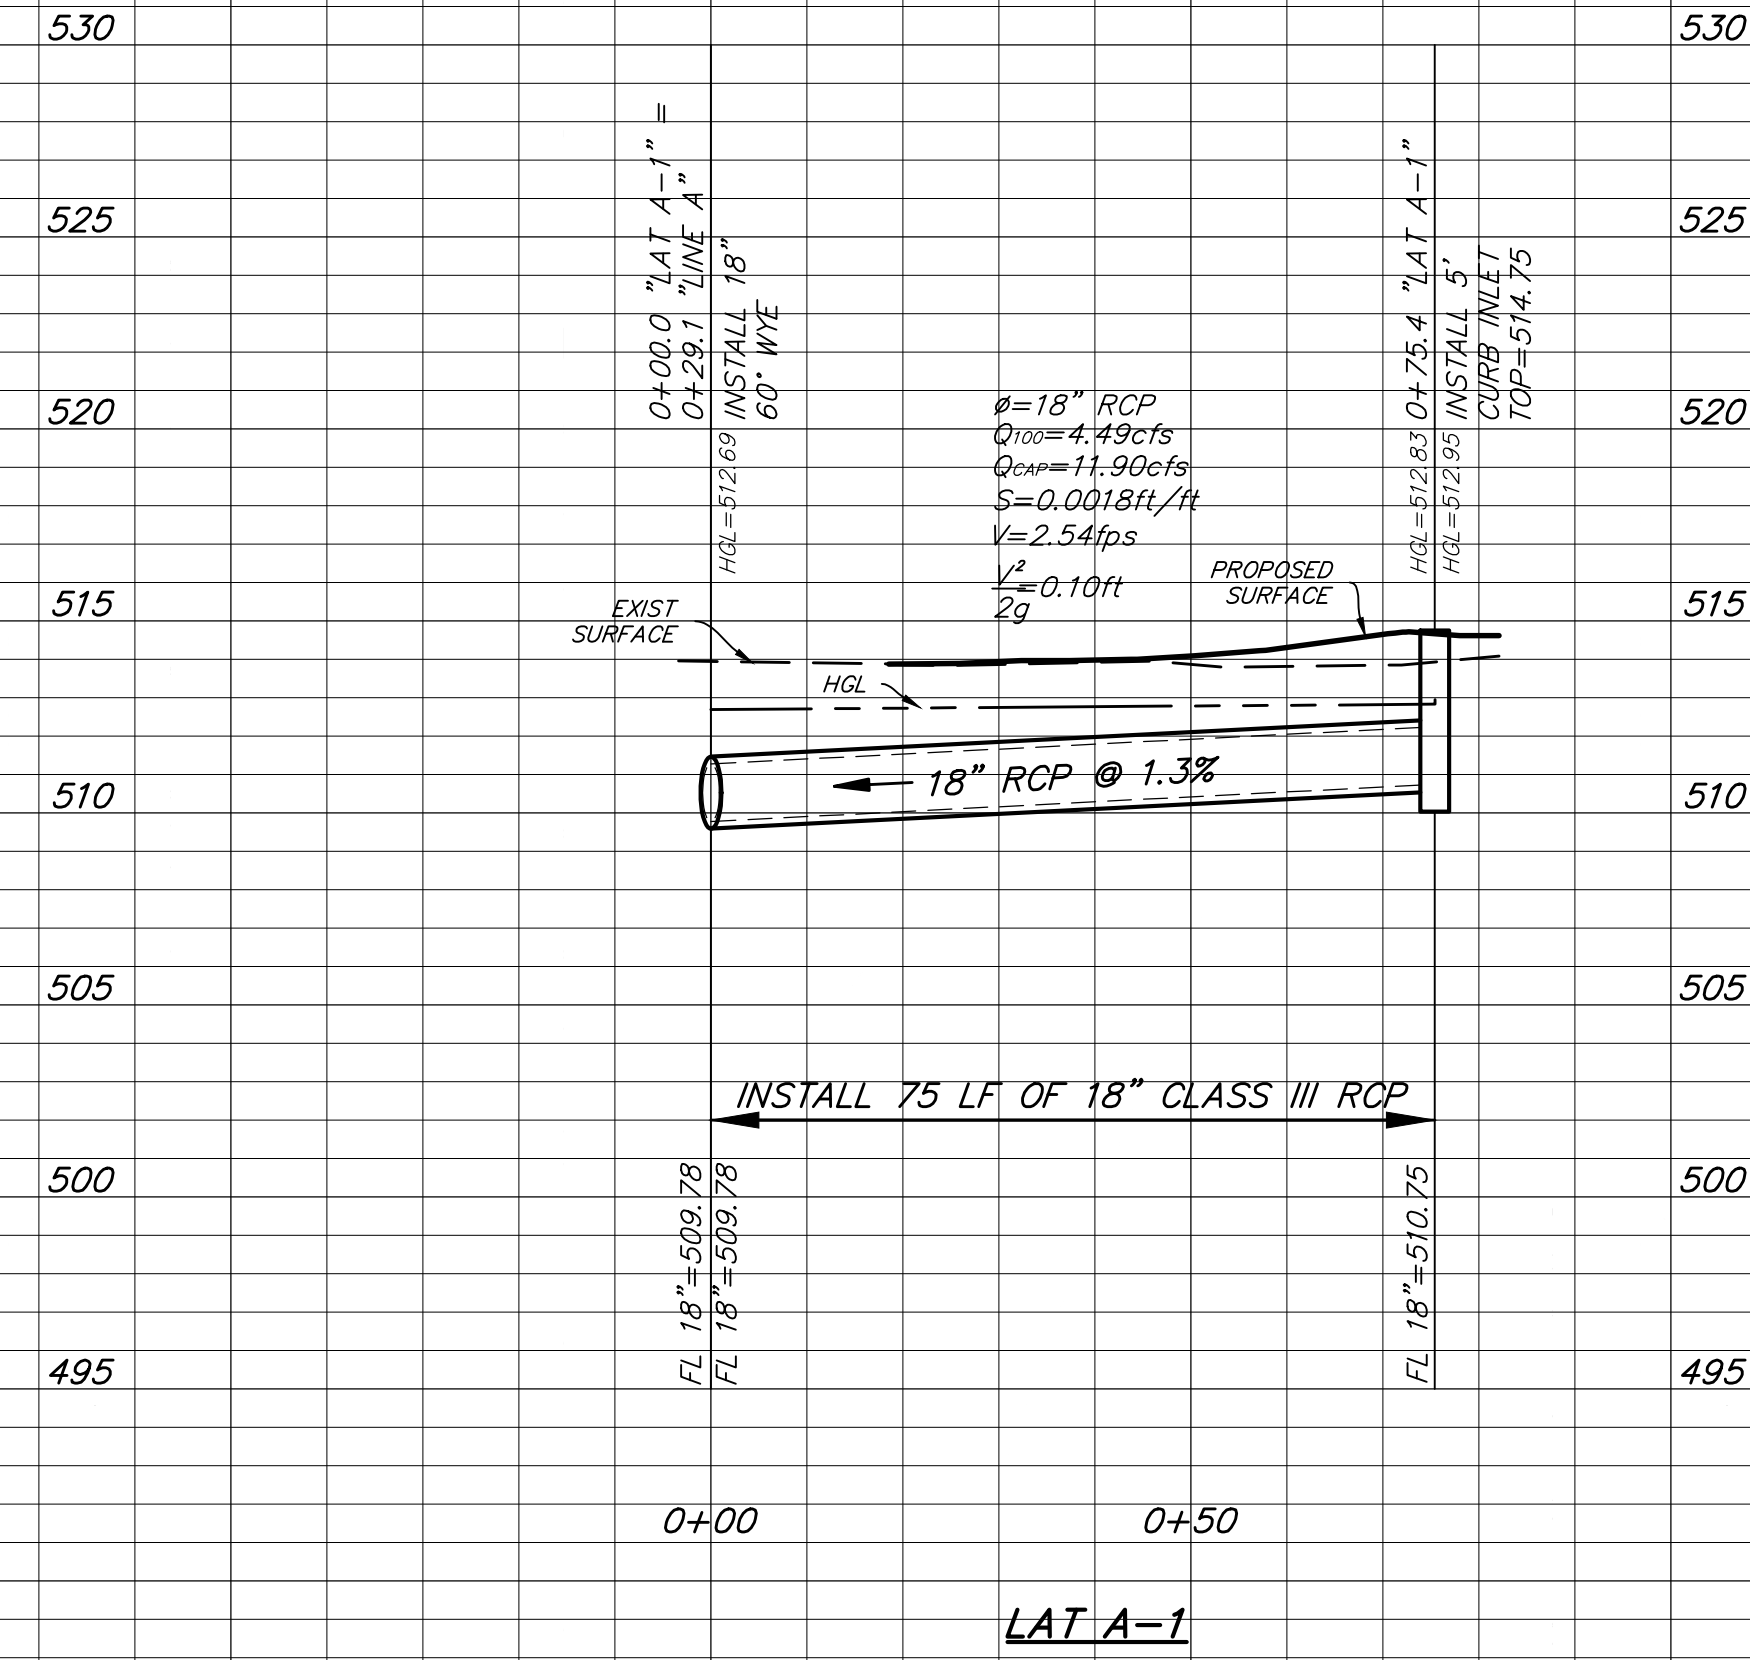 530
530
0+00.0 "LAT A-1" =
0+29.1 "LINE A"
INSTALL 18"
60° WYE
HGL=512.69
0+75.4 "LAT A-1"
INSTALL 5'
CURB INLET
TOP=514.75
HGL=512.83
HGL=512.95
525
525
520
520
ø=18" RCP
Q100=4.49cfs
QCAP=11.90cfs
S=0.0018ft/ft
V=2.54fps
V²
2g
=0.10ft
PROPOSED
SURFACE
515
515
EXIST
SURFACE
HGL
18" RCP @ 1.3%
510
510
505
505
INSTALL 75 LF OF 18" CLASS III RCP
500
500
FL 18"=509.78
FL 18"=509.78
FL 18"=510.75
495
495
0+00
0+50
LAT A-1